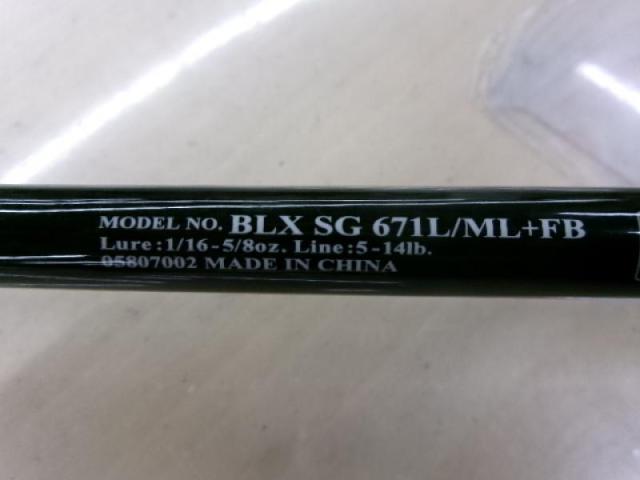 MODEL NO. BLX SG 671L/ML+FB
Lure:1/16-5/8oz. Line:5-14lb.
05807002 MADE IN CHINA